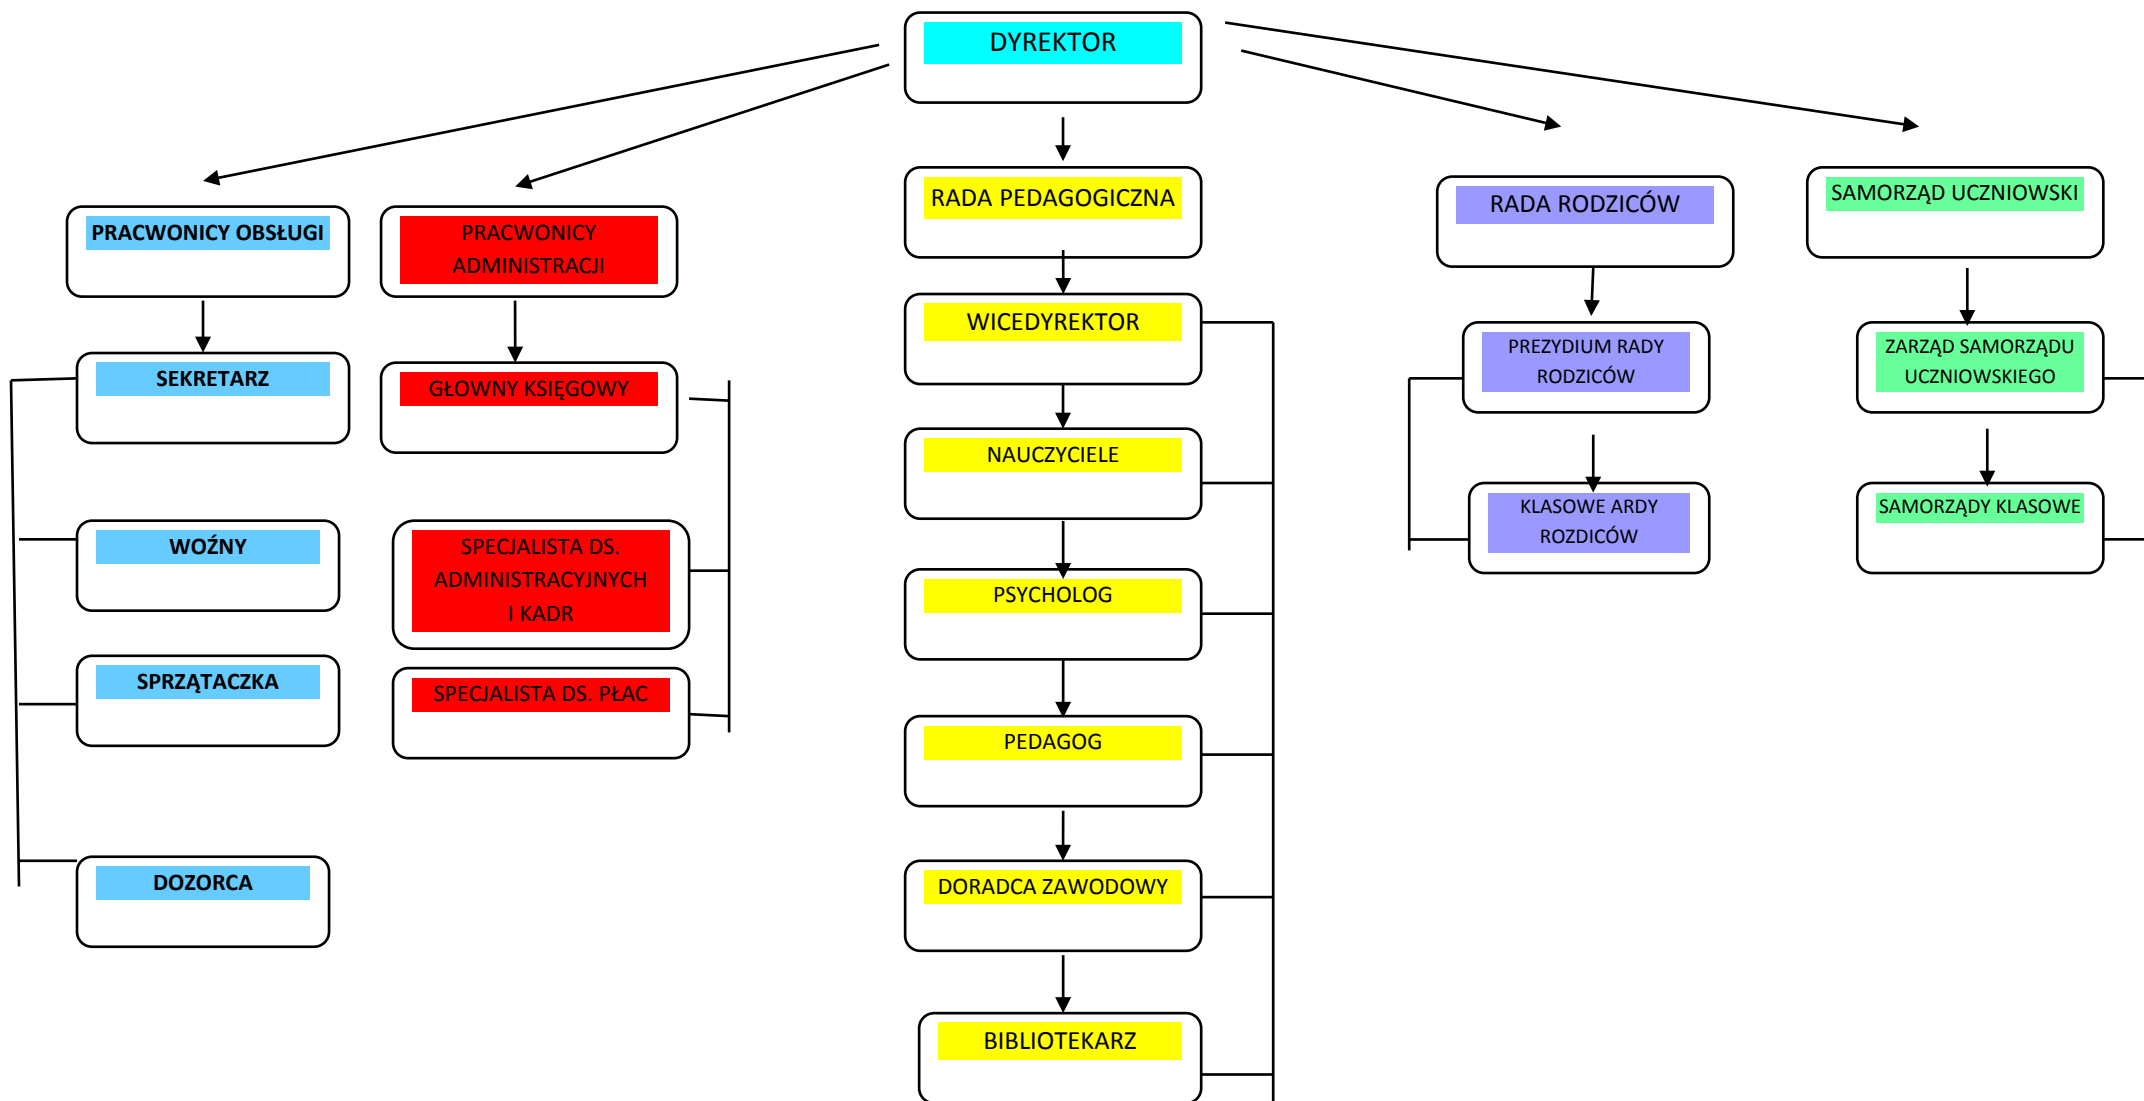 DYREKTOR
PRACWONICY OBSŁUGI
SEKRETARZ
WOŹNY
SPRZĄTACZKA
DOZORCA
PRACWONICY
ADMINISTRACJI
GŁOWNY KSIĘGOWY
SPECJALISTA DS.
ADMINISTRACYJNYCH
I KADR
SPECJALISTA DS. PŁAC
RADA PEDAGOGICZNA
WICEDYREKTOR
NAUCZYCIELE
PSYCHOLOG
PEDAGOG
DORADCA ZAWODOWY
BIBLIOTEKARZ
RADA RODZICÓW
PREZYDIUM RADY
RODZICÓW
KLASOWE ARDY
ROZDICÓW
SAMORZĄD UCZNIOWSKI
ZARZĄD SAMORZĄDU
UCZNIOWSKIEGO
SAMORZĄDY KLASOWE